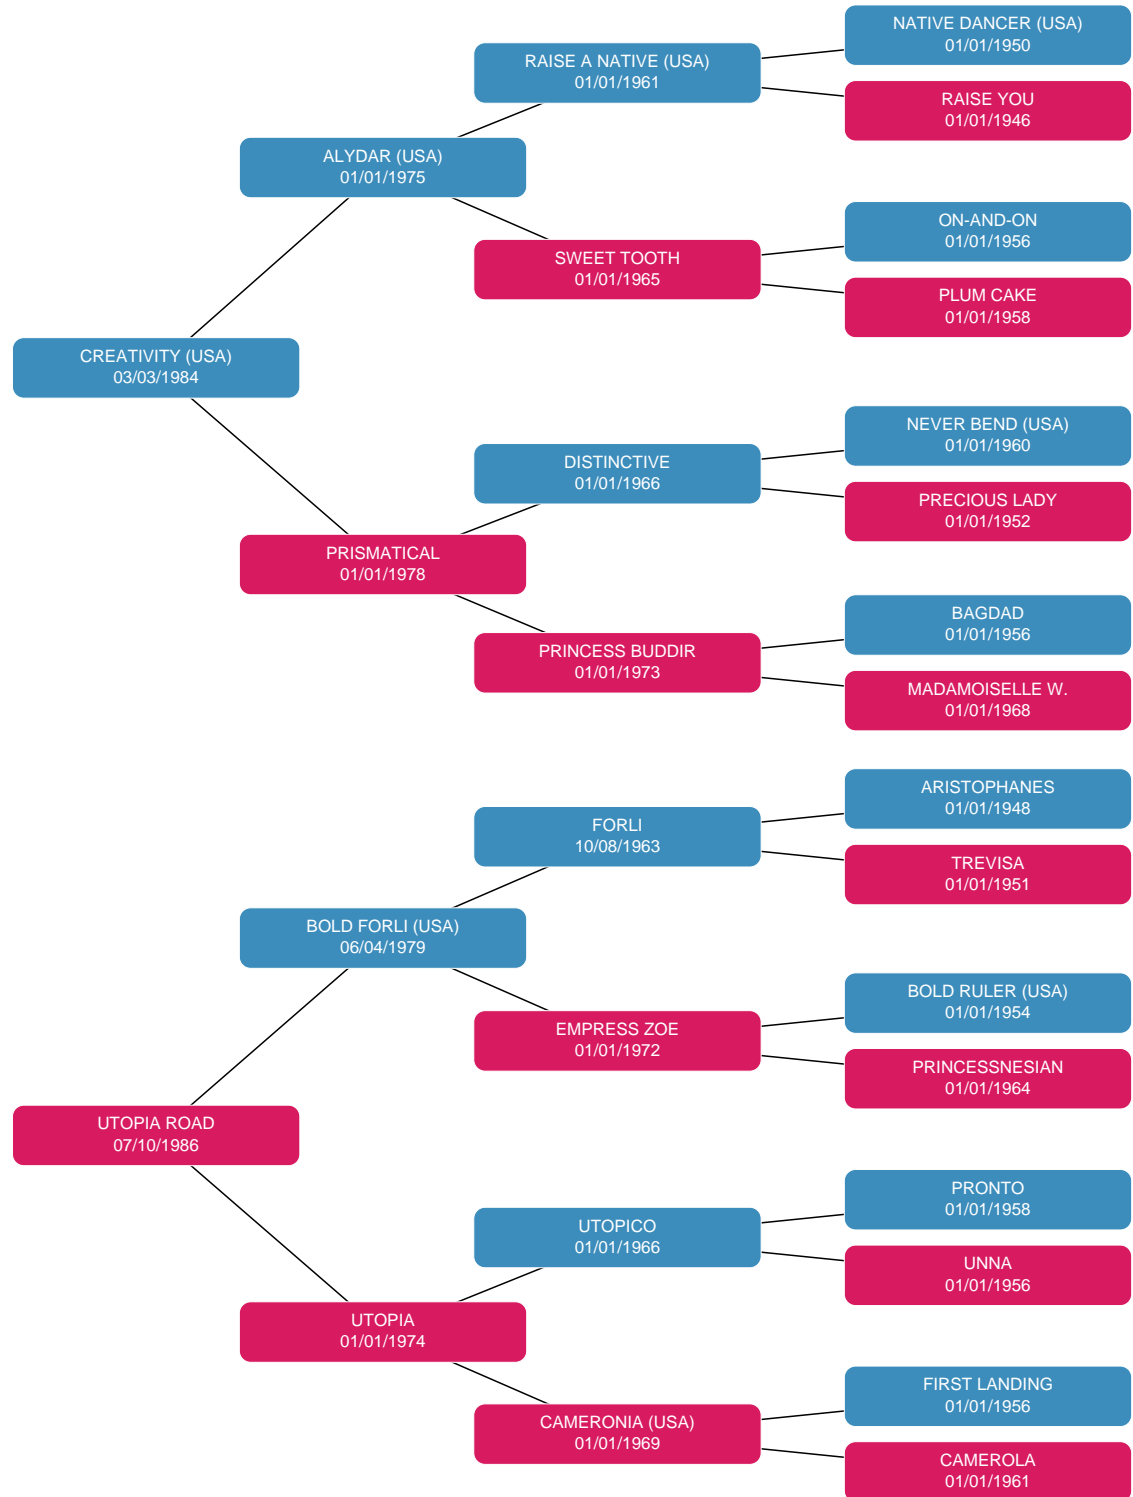 NATIVE DANCER (USA)
01/01/1950
RAISE A NATIVE (USA)
01/01/1961
RAISE YOU
01/01/1946
ALYDAR (USA)
01/01/1975
ON-AND-ON
01/01/1956
SWEET TOOTH
01/01/1965
PLUM CAKE
01/01/1958
CREATIVITY (USA)
03/03/1984
NEVER BEND (USA)
01/01/1960
DISTINCTIVE
01/01/1966
PRECIOUS LADY
01/01/1952
PRISMATICAL
01/01/1978
BAGDAD
01/01/1956
PRINCESS BUDDIR
01/01/1973
MADAMOISELLE W.
01/01/1968
ARISTOPHANES
01/01/1948
FORLI
10/08/1963
TREVISA
01/01/1951
BOLD FORLI (USA)
06/04/1979
BOLD RULER (USA)
01/01/1954
EMPRESS ZOE
01/01/1972
PRINCESSNESIAN
01/01/1964
UTOPIA ROAD
07/10/1986
PRONTO
01/01/1958
UTOPICO
01/01/1966
UNNA
01/01/1956
UTOPIA
01/01/1974
FIRST LANDING
01/01/1956
CAMERONIA (USA)
01/01/1969
CAMEROLA
01/01/1961